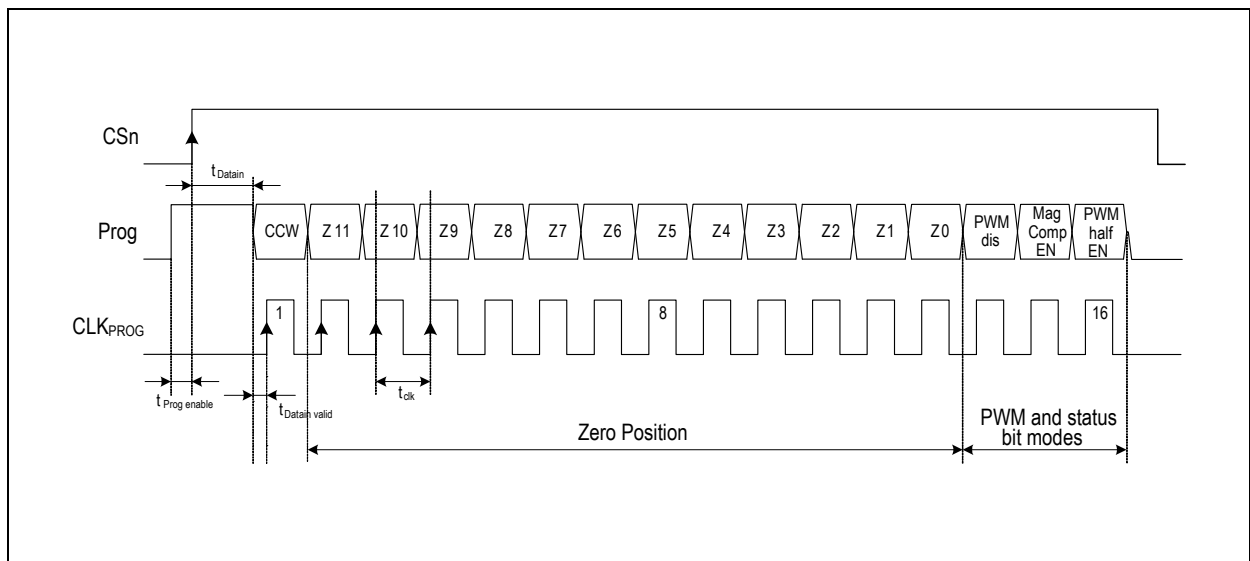 CSn
t Datain
Prog
CCW Z 11 Z 10 Z9 Z8 Z7 Z6 Z5 Z4 Z3 Z2 Z1 Z0
PWM
dis
Mag
Comp
EN
PWM
half
EN
CLKPROG
1 8 16
t Prog enable
tDatain valid
tclk
Zero Position
PWM and status
bit modes